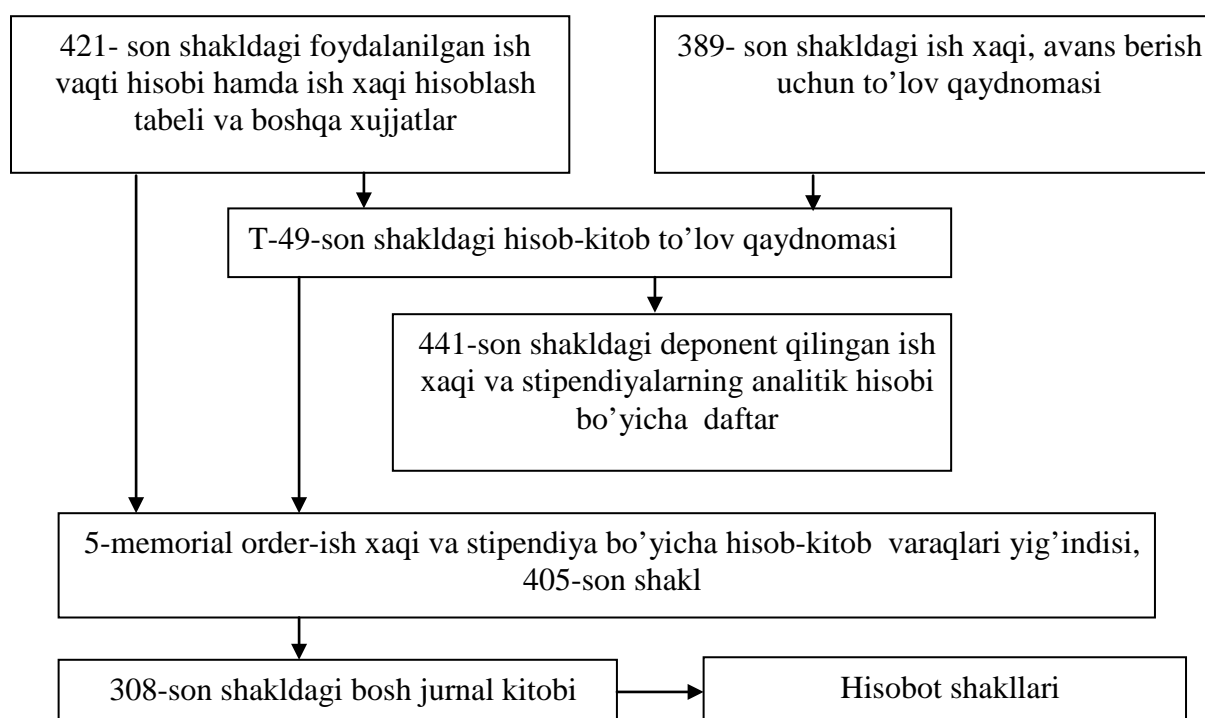 421- son shakldagi foydalanilgan ish
vaqti hisobi hamda ish xaqi hisoblash
tabeli va boshqa xujjatlar
389- son shakldagi ish xaqi, avans berish
uchun to’lov qaydnomasi
T-49-son shakldagi hisob-kitob to’lov qaydnomasi
441-son shakldagi deponent qilingan ish
xaqi va stipendiyalarning analitik hisobi
bo’yicha daftar
5-memorial order-ish xaqi va stipendiya bo’yicha hisob-kitob varaqlari yig’indisi,
405-son shakl
308-son shakldagi bosh jurnal kitobi
Hisobot shakllari